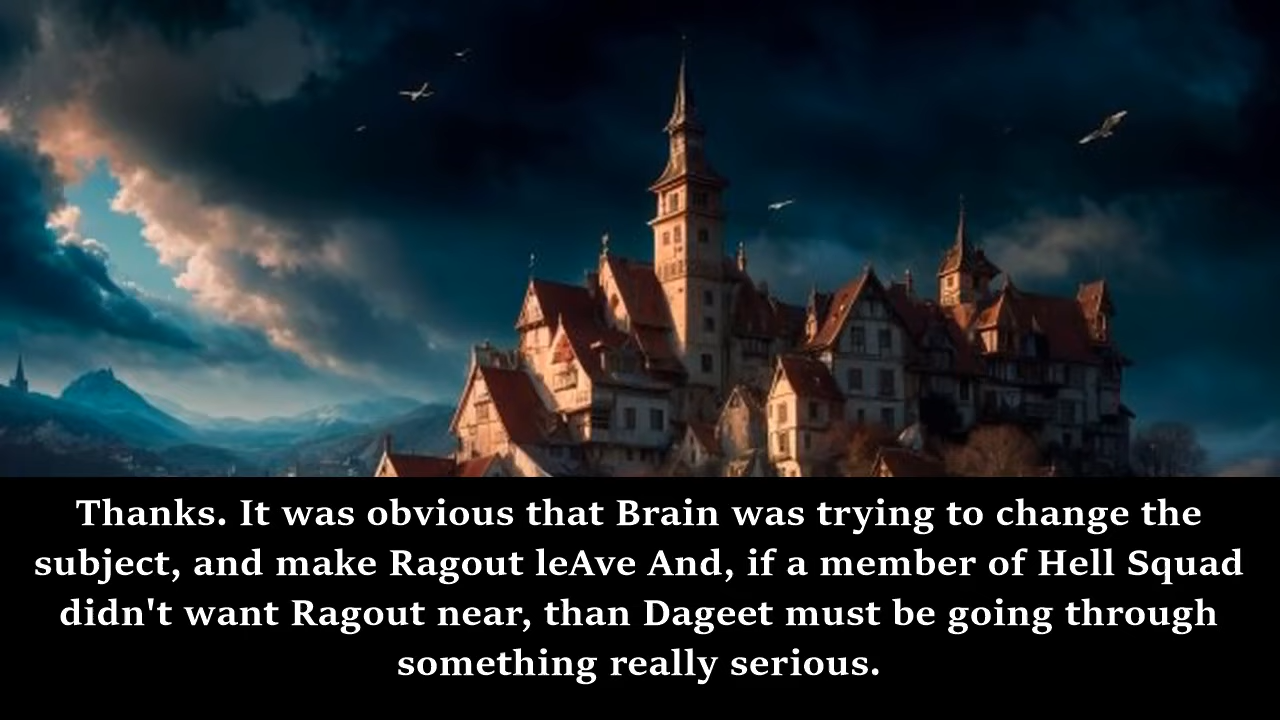 Thanks. It was obvious that Brain was trying to change the
subject, and make Ragout leAve And, if a member of Hell Squad
didn't want Ragout near, than Dageet must be going through
something really serious.